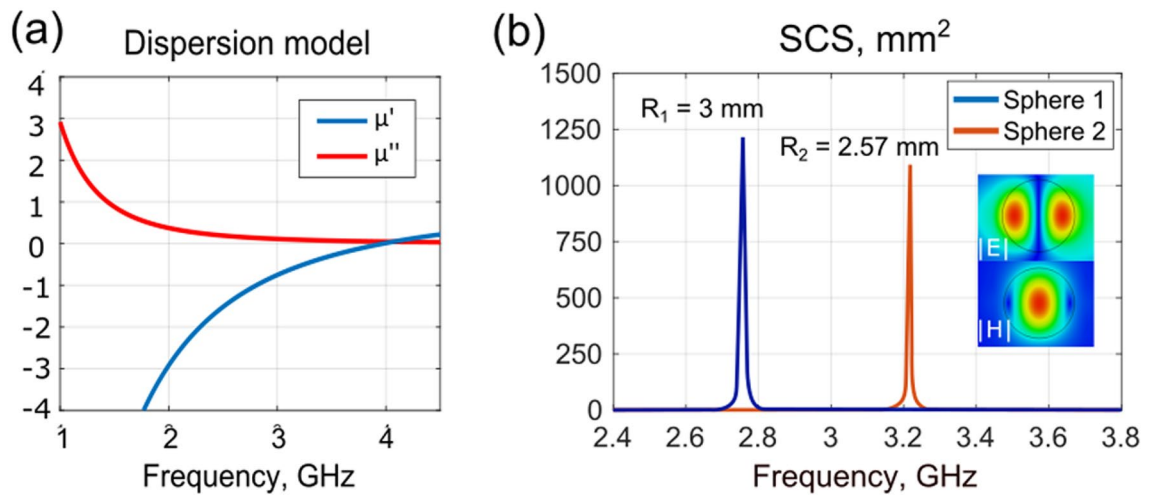 (a)
Dispersion model
4
3
2
1
0
-1
-2
-3
-4
μ'
μ''
1 2 3 4
Frequency, GHz
(b)
SCS, mm²
1500
1250
1000
750
500
250
0
R₁ = 3 mm
R₂ = 2.57 mm
Sphere 1
Sphere 2
|E|
|H|
2.4 2.6 2.8 3 3.2 3.4 3.6 3.8
Frequency, GHz